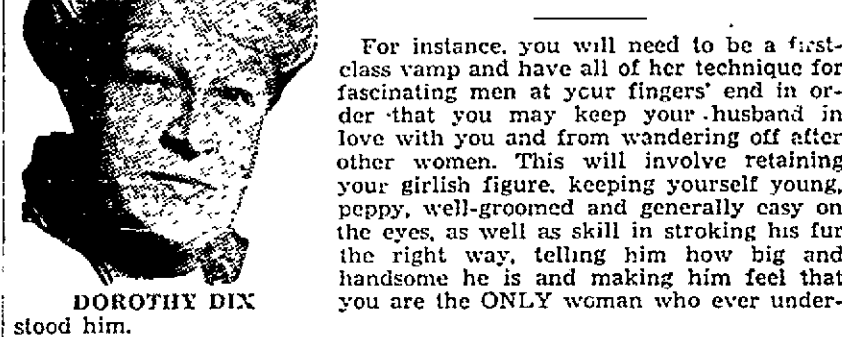 For instance. you will need to be a first-
class vamp and have all of her technique for
fascinating men at your fingers' end in or-
der that you may keep your husband in
love with you and from wandering off after
other women. This will involve retaining
your girlish figure, keeping yourself young,
peppy, well-groomed and generally easy on
the eyes, as well as skill in stroking his fur
the right way, telling him how big and
handsome he is and making him feel that
you are the ONLY woman who ever under-
stood him.
DOROTHY DIX